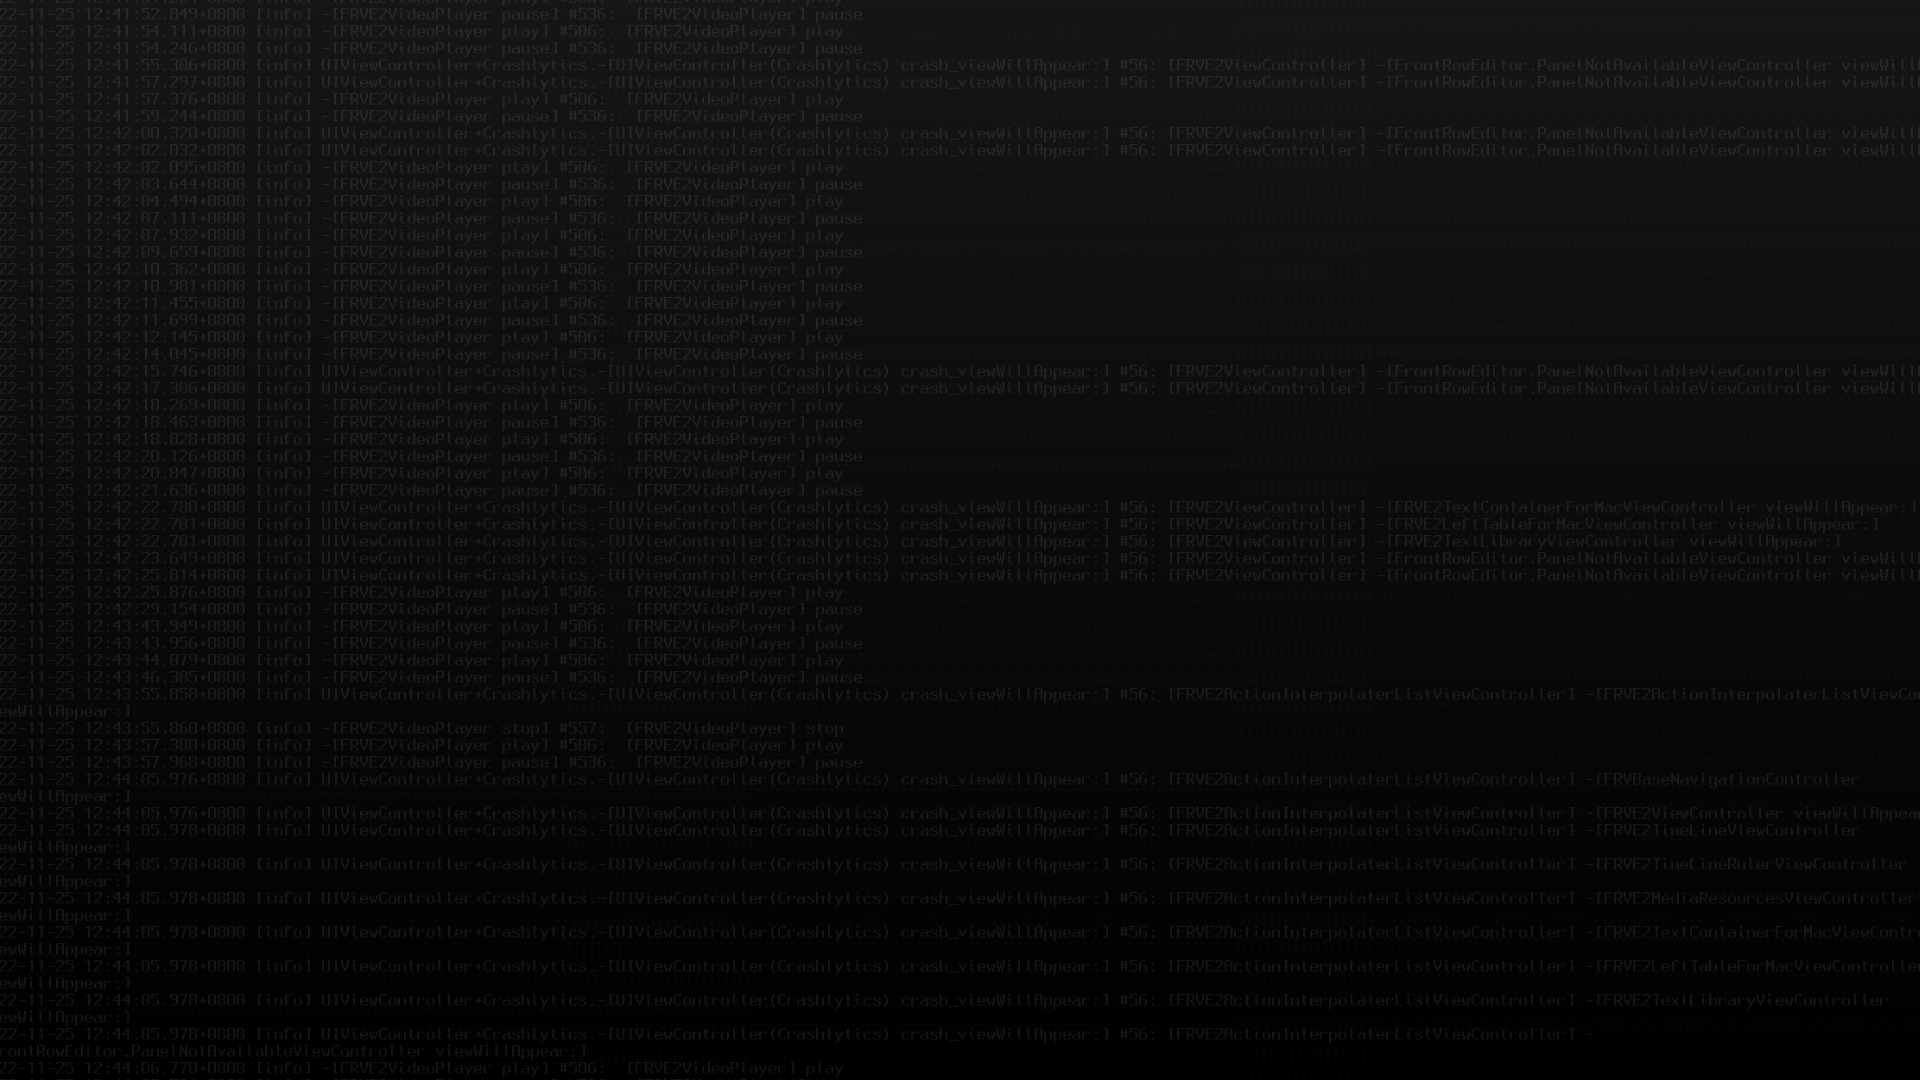 22-11-25 12:41:52.849+0800 [info] -[FRVE2VideoPlayer pause] #536:  [FRVE2VideoPlayer] pause
22-11-25 12:41:54.111+0800 [info] -[FRVE2VideoPlayer play] #506:  [FRVE2VideoPlayer] play
22-11-25 12:41:54.246+0800 [info] -[FRVE2VideoPlayer pause] #536:  [FRVE2VideoPlayer] pause
22-11-25 12:41:55.306+0800 [info] UIViewController+Crashlytics.-[UIViewController(Crashlytics) crash_viewWillAppear:] #56: [FRVE2ViewController] -[FrontRowEditor.PanelNotAvailableViewController viewWill
22-11-25 12:41:57.297+0800 [info] UIViewController+Crashlytics.-[UIViewController(Crashlytics) crash_viewWillAppear:] #56: [FRVE2ViewController] -[FrontRowEditor.PanelNotAvailableViewController viewWill
22-11-25 12:41:57.376+0800 [info] -[FRVE2VideoPlayer play] #506:  [FRVE2VideoPlayer] play
22-11-25 12:41:59.244+0800 [info] -[FRVE2VideoPlayer pause] #536:  [FRVE2VideoPlayer] pause
22-11-25 12:42:00.320+0800 [info] UIViewController+Crashlytics.-[UIViewController(Crashlytics) crash_viewWillAppear:] #56: [FRVE2ViewController] -[FrontRowEditor.PanelNotAvailableViewController viewWill
22-11-25 12:42:02.032+0800 [info] UIViewController+Crashlytics.-[UIViewController(Crashlytics) crash_viewWillAppear:] #56: [FRVE2ViewController] -[FrontRowEditor.PanelNotAvailableViewController viewWill
22-11-25 12:42:02.095+0800 [info] -[FRVE2VideoPlayer play] #506:  [FRVE2VideoPlayer] play
22-11-25 12:42:03.644+0800 [info] -[FRVE2VideoPlayer pause] #536:  [FRVE2VideoPlayer] pause
22-11-25 12:42:04.494+0800 [info] -[FRVE2VideoPlayer play] #506:  [FRVE2VideoPlayer] play
22-11-25 12:42:07.111+0800 [info] -[FRVE2VideoPlayer pause] #536:  [FRVE2VideoPlayer] pause
22-11-25 12:42:07.932+0800 [info] -[FRVE2VideoPlayer play] #506:  [FRVE2VideoPlayer] play
22-11-25 12:42:09.659+0800 [info] -[FRVE2VideoPlayer pause] #536:  [FRVE2VideoPlayer] pause
22-11-25 12:42:10.362+0800 [info] -[FRVE2VideoPlayer play] #506:  [FRVE2VideoPlayer] play
22-11-25 12:42:10.981+0800 [info] -[FRVE2VideoPlayer pause] #536:  [FRVE2VideoPlayer] pause
22-11-25 12:42:11.455+0800 [info] -[FRVE2VideoPlayer play] #506:  [FRVE2VideoPlayer] play
22-11-25 12:42:11.699+0800 [info] -[FRVE2VideoPlayer pause] #536:  [FRVE2VideoPlayer] pause
22-11-25 12:42:12.145+0800 [info] -[FRVE2VideoPlayer play] #506:  [FRVE2VideoPlayer] play
22-11-25 12:42:14.045+0800 [info] -[FRVE2VideoPlayer pause] #536:  [FRVE2VideoPlayer] pause
22-11-25 12:42:15.746+0800 [info] UIViewController+Crashlytics.-[UIViewController(Crashlytics) crash_viewWillAppear:] #56: [FRVE2ViewController] -[FrontRowEditor.PanelNotAvailableViewController viewWill
22-11-25 12:42:17.386+0800 [info] UIViewController+Crashlytics.-[UIViewController(Crashlytics) crash_viewWillAppear:] #56: [FRVE2ViewController] -[FrontRowEditor.PanelNotAvailableViewController viewWill
22-11-25 12:42:18.269+0800 [info] -[FRVE2VideoPlayer play] #506:  [FRVE2VideoPlayer] play
22-11-25 12:42:18.463+0800 [info] -[FRVE2VideoPlayer pause] #536:  [FRVE2VideoPlayer] pause
22-11-25 12:42:18.828+0800 [info] -[FRVE2VideoPlayer play] #506:  [FRVE2VideoPlayer] play
22-11-25 12:42:20.126+0800 [info] -[FRVE2VideoPlayer pause] #536:  [FRVE2VideoPlayer] pause
22-11-25 12:42:20.847+0800 [info] -[FRVE2VideoPlayer play] #506:  [FRVE2VideoPlayer] play
22-11-25 12:42:21.636+0800 [info] -[FRVE2VideoPlayer pause] #536:  [FRVE2VideoPlayer] pause
22-11-25 12:42:22.780+0800 [info] UIViewController+Crashlytics.-[UIViewController(Crashlytics) crash_viewWillAppear:] #56: [FRVE2ViewController] -[FRVE2TextContainerForMacViewController viewWillAppear:]
22-11-25 12:42:22.781+0800 [info] UIViewController+Crashlytics.-[UIViewController(Crashlytics) crash_viewWillAppear:] #56: [FRVE2ViewController] -[FRVE2LeftTableForMacViewController viewWillAppear:]
22-11-25 12:42:22.781+0800 [info] UIViewController+Crashlytics.-[UIViewController(Crashlytics) crash_viewWillAppear:] #56: [FRVE2ViewController] -[FRVE2TextLibraryViewController viewWillAppear:]
22-11-25 12:42:23.649+0800 [info] UIViewController+Crashlytics.-[UIViewController(Crashlytics) crash_viewWillAppear:] #56: [FRVE2ViewController] -[FrontRowEditor.PanelNotAvailableViewController viewWill
22-11-25 12:42:25.814+0800 [info] UIViewController+Crashlytics.-[UIViewController(Crashlytics) crash_viewWillAppear:] #56: [FRVE2ViewController] -[FrontRowEditor.PanelNotAvailableViewController viewWill
22-11-25 12:42:25.876+0800 [info] -[FRVE2VideoPlayer play] #506:  [FRVE2VideoPlayer] play
22-11-25 12:42:29.154+0800 [info] -[FRVE2VideoPlayer pause] #536:  [FRVE2VideoPlayer] pause
22-11-25 12:43:43.949+0800 [info] -[FRVE2VideoPlayer play] #506:  [FRVE2VideoPlayer] play
22-11-25 12:43:43.956+0800 [info] -[FRVE2VideoPlayer pause] #536:  [FRVE2VideoPlayer] pause
22-11-25 12:43:44.879+0800 [info] -[FRVE2VideoPlayer play] #506:  [FRVE2VideoPlayer] play
22-11-25 12:43:46.305+0800 [info] -[FRVE2VideoPlayer pause] #536:  [FRVE2VideoPlayer] pause
22-11-25 12:43:55.858+0800 [info] UIViewController+Crashlytics.-[UIViewController(Crashlytics) crash_viewWillAppear:] #56: [FRVE2ActionInterpolaterListViewController] -[FRVE2ActionInterpolaterListViewCo
ewWillAppear:]
22-11-25 12:43:55.860+0800 [info] -[FRVE2VideoPlayer stop] #557:  [FRVE2VideoPlayer] stop
22-11-25 12:43:57.380+0800 [info] -[FRVE2VideoPlayer play] #506:  [FRVE2VideoPlayer] play
22-11-25 12:43:57.968+0800 [info] -[FRVE2VideoPlayer pause] #536:  [FRVE2VideoPlayer] pause
22-11-25 12:44:05.976+0800 [info] UIViewController+Crashlytics.-[UIViewController(Crashlytics) crash_viewWillAppear:] #56: [FRVE2ActionInterpolaterListViewController] -[FRVBaseNavigationController
ewWillAppear:]
22-11-25 12:44:05.976+0800 [info] UIViewController+Crashlytics.-[UIViewController(Crashlytics) crash_viewWillAppear:] #56: [FRVE2ActionInterpolaterListViewController] -[FRVE2ViewController viewWillAppea
22-11-25 12:44:05.978+0800 [info] UIViewController+Crashlytics.-[UIViewController(Crashlytics) crash_viewWillAppear:] #56: [FRVE2ActionInterpolaterListViewController] -[FRVE2TimeLineViewController
ewWillAppear:]
22-11-25 12:44:05.978+0800 [info] UIViewController+Crashlytics.-[UIViewController(Crashlytics) crash_viewWillAppear:] #56: [FRVE2ActionInterpolaterListViewController] -[FRVE2TimeLineRulerViewController
ewWillAppear:]
22-11-25 12:44:05.978+0800 [info] UIViewController+Crashlytics.-[UIViewController(Crashlytics) crash_viewWillAppear:] #56: [FRVE2ActionInterpolaterListViewController] -[FRVE2MediaResourcesViewController
ewWillAppear:]
22-11-25 12:44:05.978+0800 [info] UIViewController+Crashlytics.-[UIViewController(Crashlytics) crash_viewWillAppear:] #56: [FRVE2ActionInterpolaterListViewController] -[FRVE2TextContainerForMacViewContr
ewWillAppear:]
22-11-25 12:44:05.978+0800 [info] UIViewController+Crashlytics.-[UIViewController(Crashlytics) crash_viewWillAppear:] #56: [FRVE2ActionInterpolaterListViewController] -[FRVE2LeftTableForMacViewController
ewWillAppear:]
22-11-25 12:44:05.978+0800 [info] UIViewController+Crashlytics.-[UIViewController(Crashlytics) crash_viewWillAppear:] #56: [FRVE2ActionInterpolaterListViewController] -[FRVE2TextLibraryViewController
ewWillAppear:]
22-11-25 12:44:05.978+0800 [info] UIViewController+Crashlytics.-[UIViewController(Crashlytics) crash_viewWillAppear:] #56: [FRVE2ActionInterpolaterListViewController] -
rontRowEditor.PanelNotAvailableViewController viewWillAppear:]
22-11-25 12:44:06.770+0800 [info] -[FRVE2VideoPlayer play] #506:  [FRVE2VideoPlayer] play